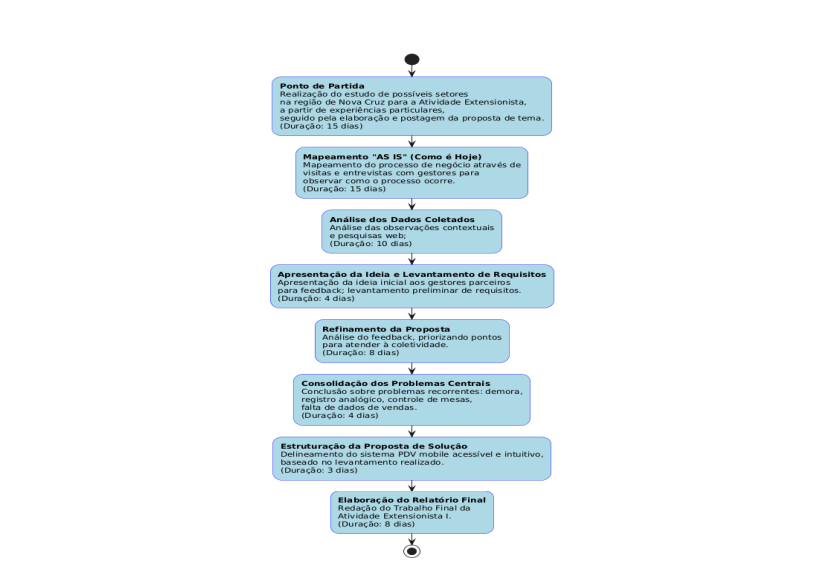 Ponto de Partida
Realização do estudo de possíveis setores
na região de Nova Cruz para a Atividade Extensionista,
a partir de experiências particulares,
seguido pela elaboração e postagem da proposta de tema.
(Duração: 15 dias)
Mapeamento "AS IS" (Como é Hoje)
Mapeamento do processo de negócio através de
visitas e entrevistas com gestores para
observar como o processo ocorre.
(Duração: 15 dias)
Análise dos Dados Coletados
Análise das observações contextuais
e pesquisas web;
(Duração: 10 dias)
Apresentação da Ideia e Levantamento de Requisitos
Apresentação da ideia inicial aos gestores parceiros
para feedback; levantamento preliminar de requisitos.
(Duração: 4 dias)
Refinamento da Proposta
Análise do feedback, priorizando pontos
para atender à coletividade.
(Duração: 8 dias)
Consolidação dos Problemas Centrais
Conclusão sobre problemas recorrentes: demora,
registro analógico, controle de mesas,
falta de dados de vendas.
(Duração: 4 dias)
Estruturação da Proposta de Solução
Delineamento do sistema PDV mobile acessível e intuitivo,
baseado no levantamento realizado.
(Duração: 3 dias)
Elaboração do Relatório Final
Redação do Trabalho Final da
Atividade Extensionista I.
(Duração: 8 dias)